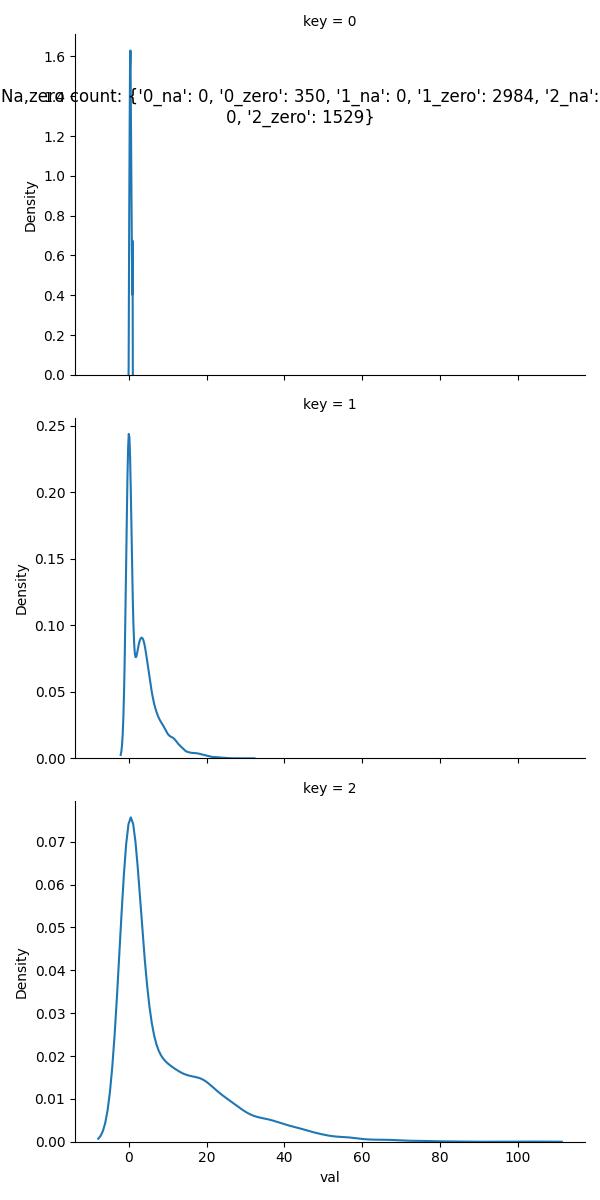 key = 0
1.6
1.4
Na,zero count: {'0_na': 0, '0_zero': 350, '1_na': 0, '1_zero': 2984, '2_na':
0, '2_zero': 1529}
1.2
1.0
0.8
0.6
0.4
0.2
0.0
Density
key = 1
0.25
0.20
0.15
0.10
0.05
0.00
Density
key = 2
0.07
0.06
0.05
0.04
0.03
0.02
0.01
0.00
Density
0 20 40 60 80 100
val